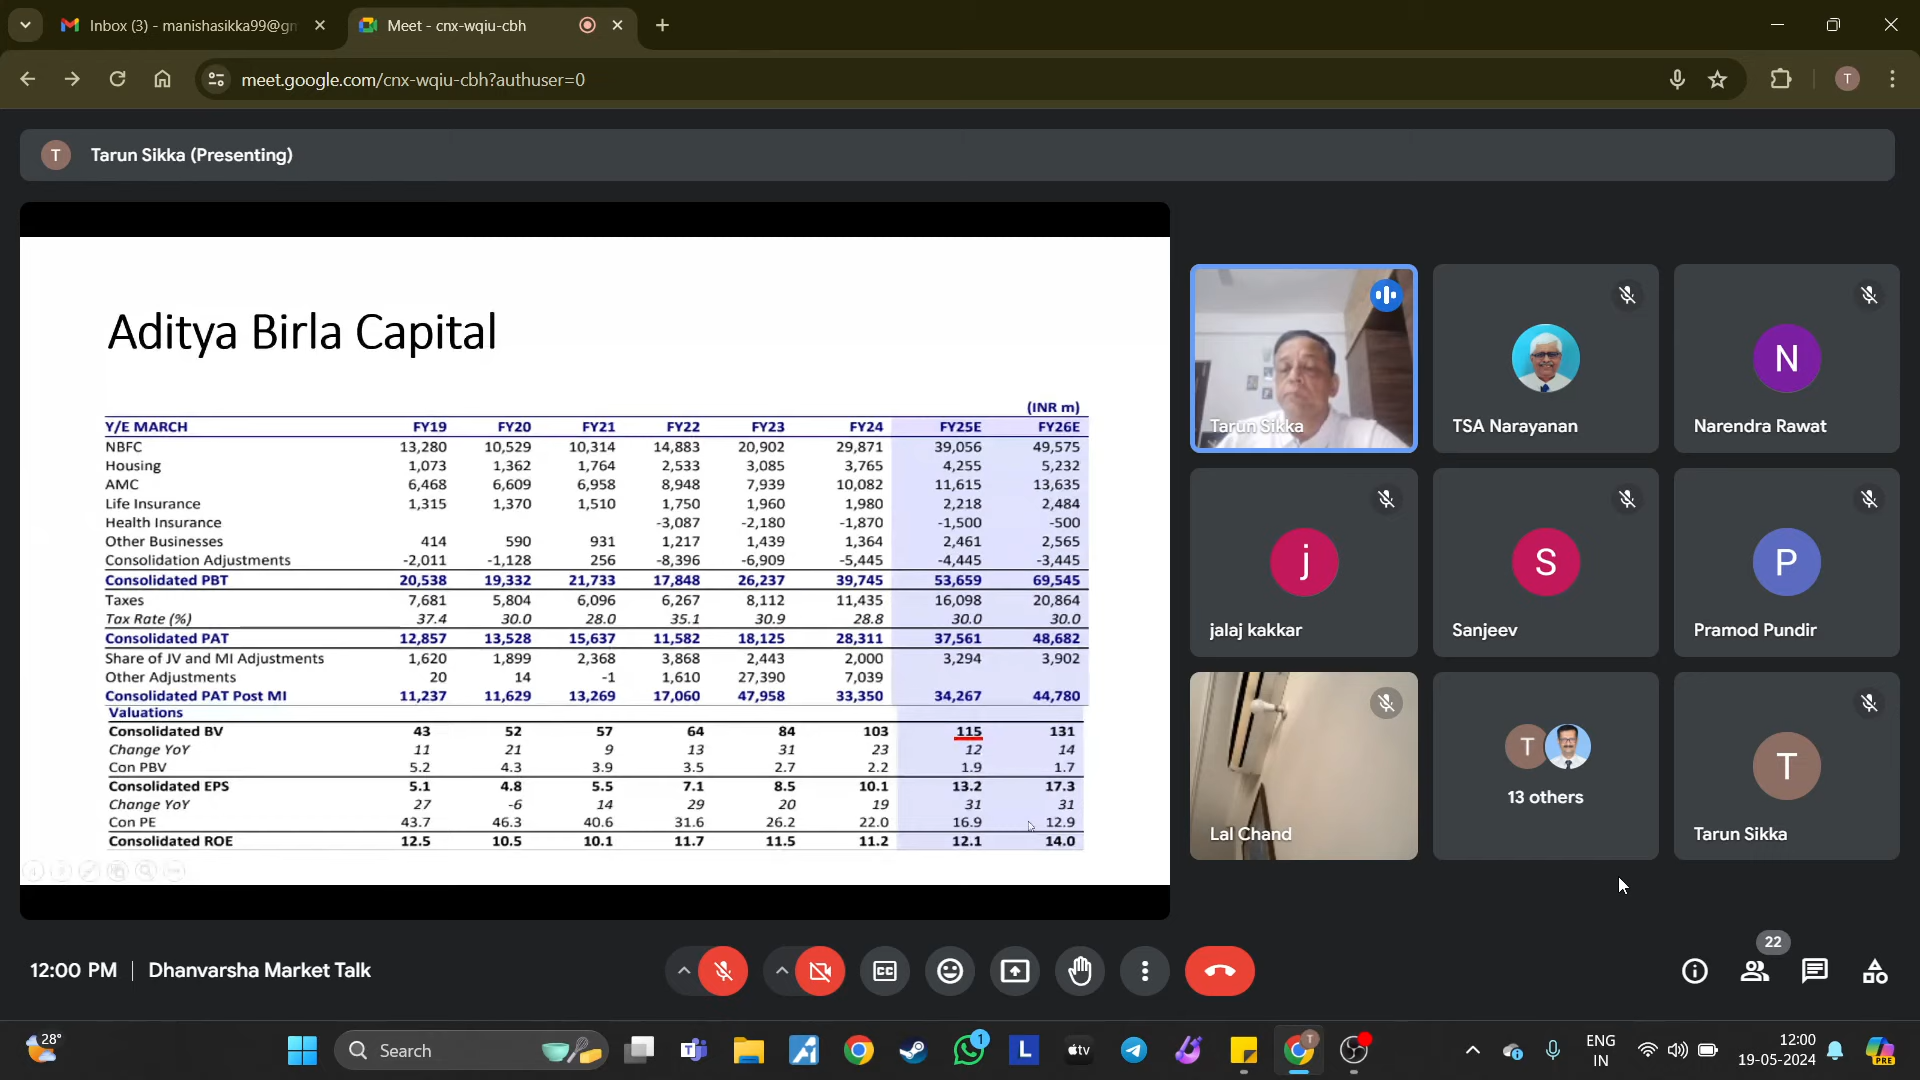 Inbox (3) - manishasikka99@gm
Meet - cnx-wqiu-cbh
meet.google.com/cnx-wqiu-cbh?authuser=0
T
T
Tarun Sikka (Presenting)
Aditya Birla Capital
(INR m)
Y/E MARCH FY19 FY20 FY21 FY22 FY23 FY24 FY25E FY26E
NBFC 13,280 10,529 10,314 14,883 20,902 29,871 39,056 49,575
Housing 1,073 1,362 1,764 2,533 3,085 3,765 4,255 5,232
AMC 6,468 6,609 6,958 8,948 7,939 10,082 11,615 13,635
Life Insurance 1,315 1,370 1,510 1,750 1,960 1,980 2,218 2,484
Health Insurance -3,087 -2,180 -1,870 -1,500 -500
Other Businesses 414 590 931 1,217 1,439 1,364 2,461 2,565
Consolidation Adjustments -2,011 -1,128 256 -8,396 -6,909 -5,445 -4,445 -3,445
Consolidated PBT 20,538 19,332 21,733 17,848 26,237 39,745 53,659 69,545
Taxes 7,681 5,804 6,096 6,267 8,112 11,435 16,098 20,864
Tax Rate (%) 37.4 30.0 28.0 35.1 30.9 28.8 30.0 30.0
Consolidated PAT 12,857 13,528 15,637 11,582 18,125 28,311 37,561 48,682
Share of JV and MI Adjustments 1,620 1,899 2,368 3,868 2,443 2,000 3,294 3,902
Other Adjustments 20 14 -1 1,610 27,390 7,039
Consolidated PAT Post MI 11,237 11,629 13,269 17,060 47,958 33,350 34,267 44,780
Valuations
Consolidated BV 43 52 57 64 84 103 115 131
Change YoY 11 21 9 13 31 23 12 14
Con PBV 5.2 4.3 3.9 3.5 2.7 2.2 1.9 1.7
Consolidated EPS 5.1 4.8 5.5 7.1 8.5 10.1 13.2 17.3
Change YoY 27 -6 14 29 20 19 31 31
Con PE 43.7 46.3 40.6 31.6 26.2 22.0 16.9 12.9
Consolidated ROE 12.5 10.5 10.1 11.7 11.5 11.2 12.1 14.0
Tarun Sikka
TSA Narayanan
N
Narendra Rawat
j
jalaj kakkar
S
Sanjeev
P
Pramod Pundir
Lal Chand
T
13 others
T
Tarun Sikka
12:00 PM | Dhanvarsha Market Talk
CC
22
28°
Search
1
L
tv
T
ENG
IN
12:00
19-05-2024
PRE